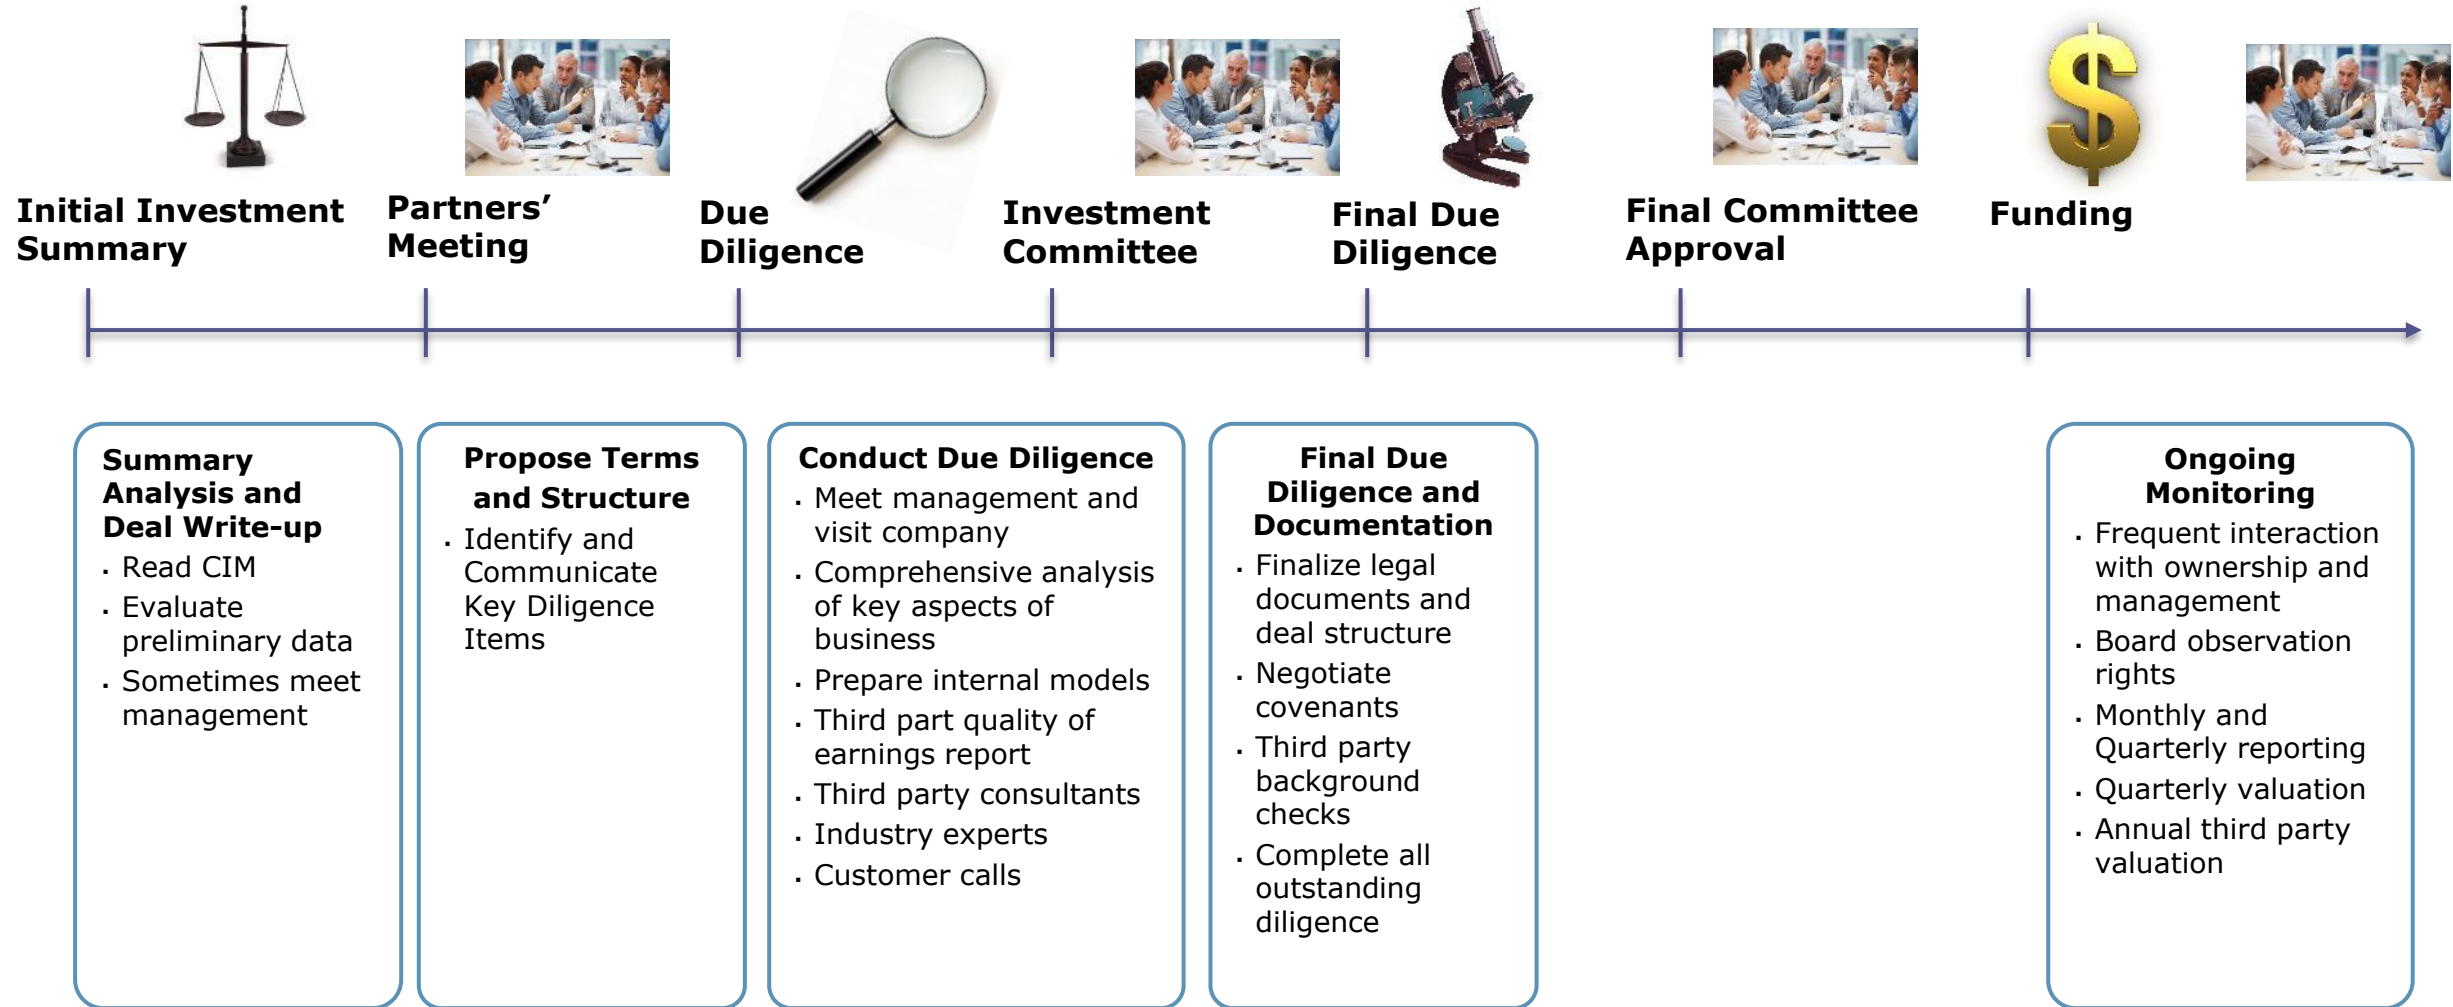 Initial Investment
Summary
Partners’
Meeting
Due
Diligence
Investment
Committee
Final Due
Diligence
Final Committee
Approval
Funding
Summary
Analysis and
Deal Write-up
· Read CIM
· Evaluate
preliminary data
· Sometimes meet
management
Propose Terms
and Structure
· Identify and
Communicate
Key Diligence
Items
Conduct Due Diligence
· Meet management and
visit company
· Comprehensive analysis
of key aspects of
business
· Prepare internal models
· Third part quality of
earnings report
· Third party consultants
· Industry experts
· Customer calls
Final Due
Diligence and
Documentation
· Finalize legal
documents and
deal structure
· Negotiate
covenants
· Third party
background
checks
· Complete all
outstanding
diligence
Ongoing
Monitoring
· Frequent interaction
with ownership and
management
· Board observation
rights
· Monthly and
Quarterly reporting
· Quarterly valuation
· Annual third party
valuation